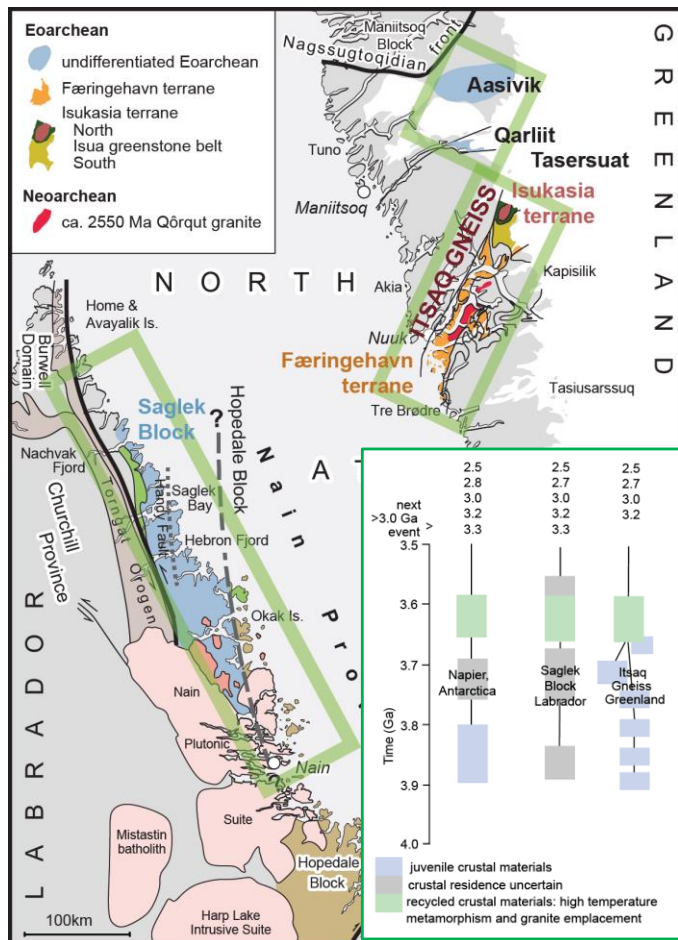 Eoarchean
undifferentiated Eoarchean
Færingehavn terrane
Isukasia terrane
North
Isua greenstone belt
South
Neoarchean
ca. 2550 Ma Qôrqut granite
Maniitsoq
Block
Nagssugtoqidian front
GREENLAND
Aasivik
Qarliit
Tasersuat
Tuno
Maniitsoq
Isukasia
terrane
ITSAQ GNEISS
Kapisilik
Akia
Nuuk
Færingehavn
terrane
Tre Brødre
Tasiusarssuq
NORTH
AT
Home &
Avayalik Is.
Burwell
Domain
Saglek
Block
?
Hopedale Block
Nain Pro
Nachvak
Fjord
Handy Fault
Saglek
Bay
Hebron Fjord
Torngat Orogen
Churchill
Province
Okak Is.
LABRADOR
Nain
Plutonic
Suite
Nain
?
Mistastin
batholith
Hopedale
Block
Harp Lake
Intrusive Suite
100km
2.5 2.5 2.5
2.8 2.7 2.7
3.0 3.0 3.0
next 3.2 3.2 3.2
>3.0 Ga
event > 3.3 3.3
3.5
3.6
3.7
3.8
3.9
4.0
Time (Ga)
Napier,
Antarctica
Saglek
Block
Labrador
Itsaq
Gneiss
Greenland
juvenile crustal materials
crustal residence uncertain
recycled crustal materials: high temperature
metamorphism and granite emplacement